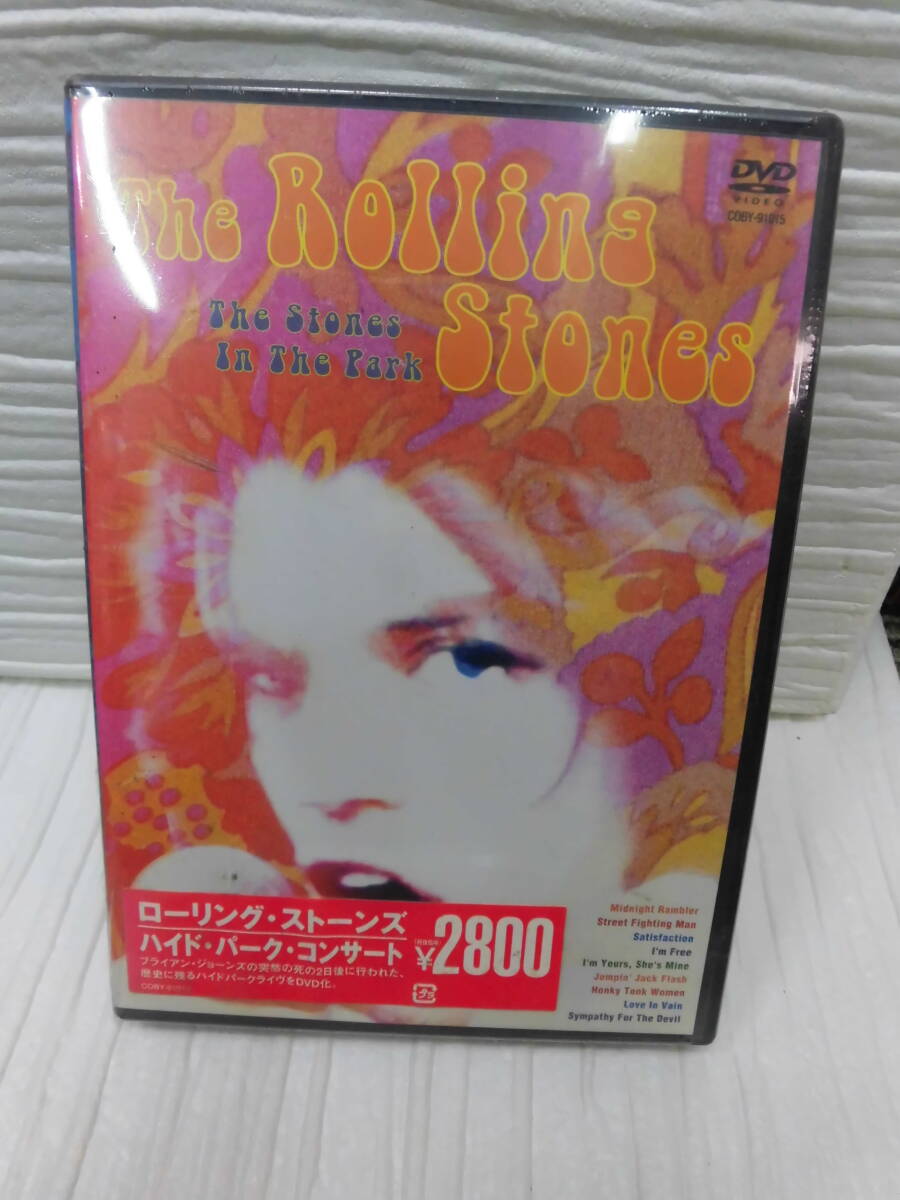 The Rolling
Stones
The Stones
In The Park
DVD
VIDEO
COBY-91015
ローリング・ストーンズ
ハイド・パーク・コンサート
¥2800
ブライアン・ジョーンズの突然の死の2日後に行われた、
歴史に残るハイドパークライヴをDVD化。
プラ
Midnight Rambler
Street Fighting Man
Satisfaction
I'm Free
I'm Yours, She's Mine
Jumpin' Jack Flash
Honky Tonk Women
Love In Vain
Sympathy For The Devil